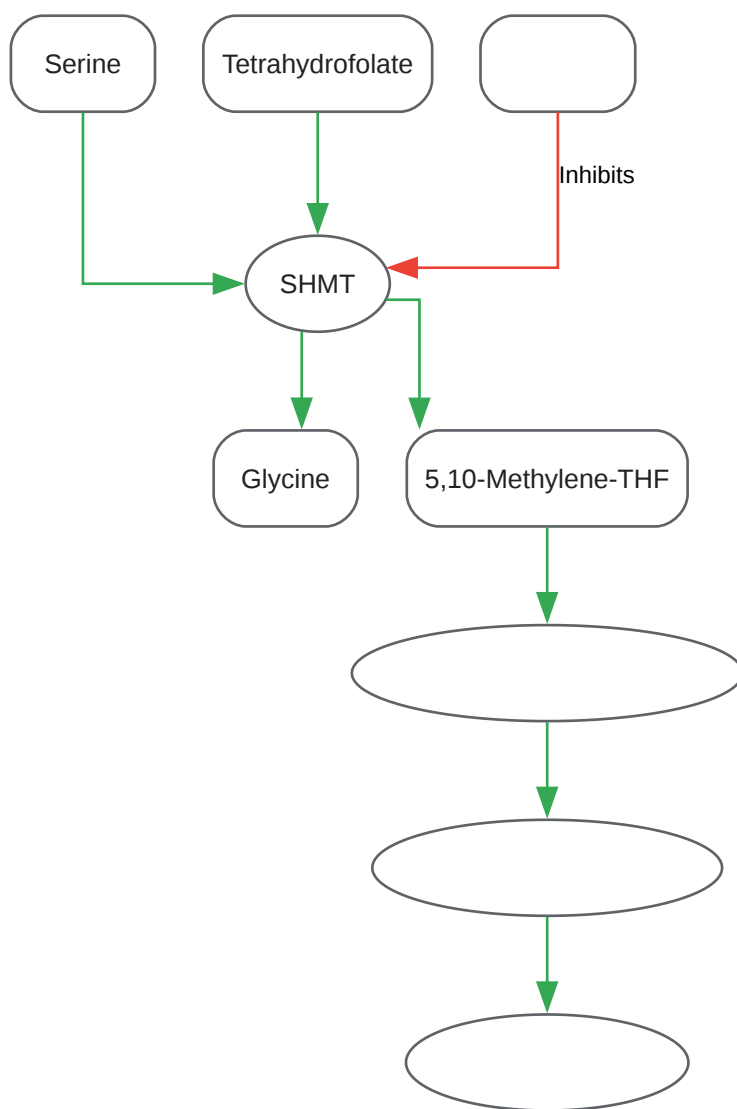 Serine
Tetrahydrofolate
Inhibits
SHMT
Glycine
5,10-Methylene-THF